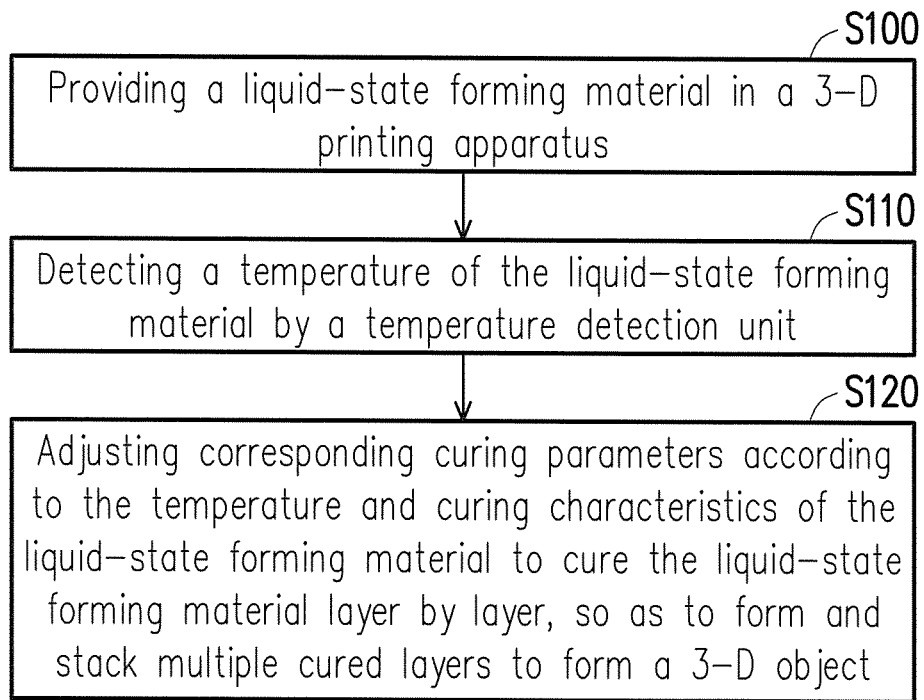 S100
Providing a liquid-state forming material in a 3-D
printing apparatus
S110
Detecting a temperature of the liquid-state forming
material by a temperature detection unit
S120
Adjusting corresponding curing parameters according
to the temperature and curing characteristics of the
liquid-state forming material to cure the liquid-state
forming material layer by layer, so as to form and
stack multiple cured layers to form a 3-D object